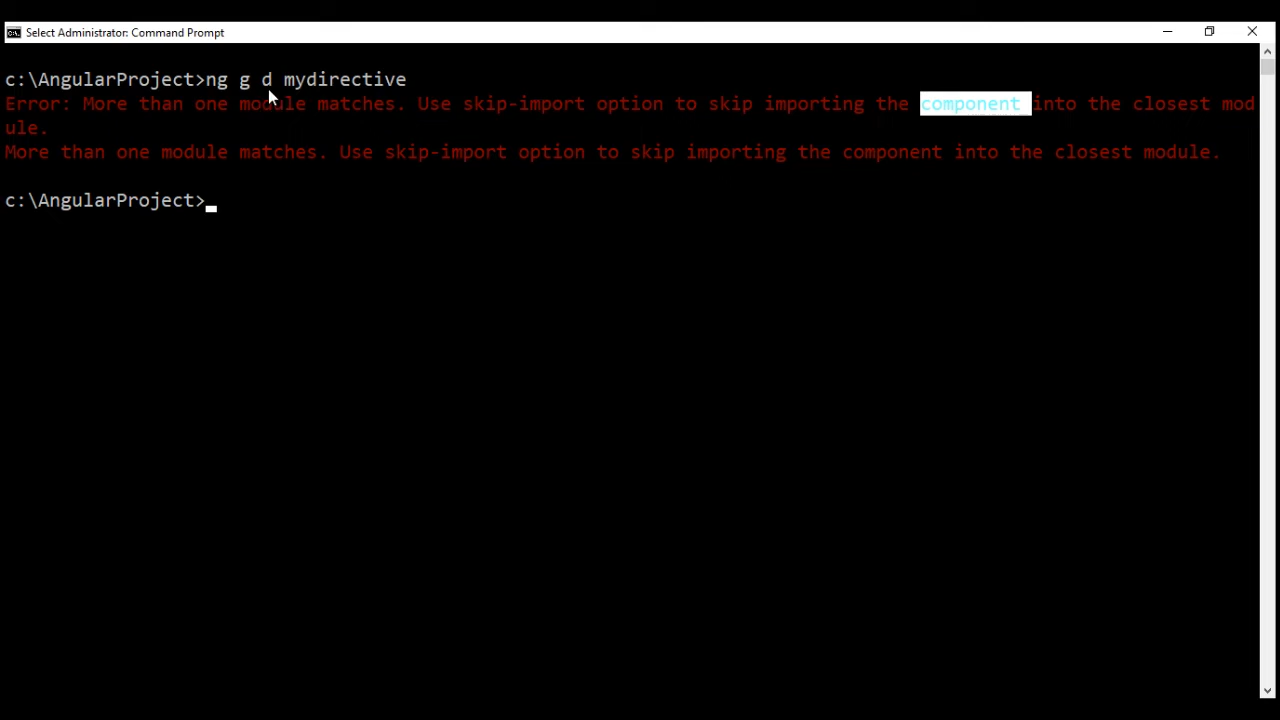 Select Administrator: Command Prompt
c:\AngularProject>ng g d mydirective
Error: More than one module matches. Use skip-import option to skip importing the component into the closest mod
ule.
More than one module matches. Use skip-import option to skip importing the component into the closest module.
c:\AngularProject>